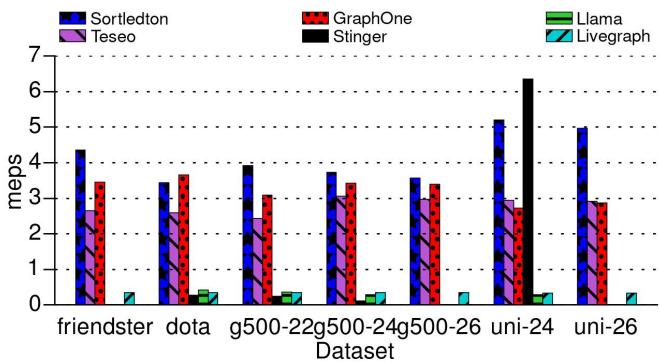 Sortledton GraphOne Llama
Teseo Stinger Livegraph
7
6
5
4
3
2
1
0
meps
friendster dota g500-22 g500-24 g500-26 uni-24 uni-26
Dataset